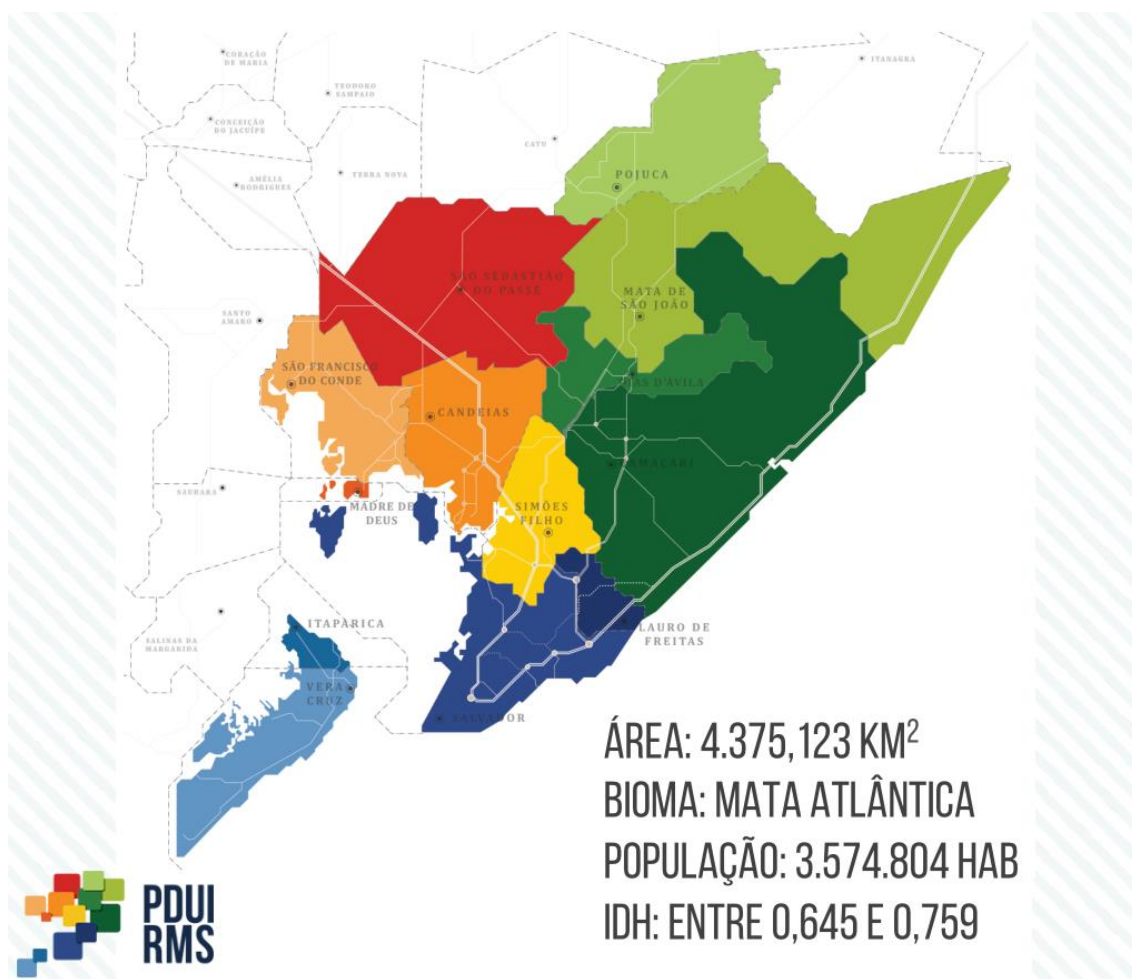 CORAÇÃO
DE MARIA
ITANAGRA
TEODORO
SAMPAIO
CONCEIÇÃO
DO JACUÍPE
CATU
AMÉLIA
RODRIGUES
TERRA NOVA
POJUCA
SÃO SEBASTIÃO
DO PASSÉ
MATA DE
SÃO JOÃO
SANTO
AMARO
SÃO FRANCISCO
DO CONDE
DIAS D'ÁVILA
CANDEIAS
CAMAÇARI
SAUBARA
MADRE DE
DEUS
SIMÕES
FILHO
ITAPARICA
LAURO DE
FREITAS
SALINAS DA
MARGARIDA
VERA
CRUZ
SALVADOR
ÁREA: 4.375,123 KM²
BIOMA: MATA ATLÂNTICA
POPULAÇÃO: 3.574.804 HAB
IDH: ENTRE 0,645 E 0,759
PDUI
RMS